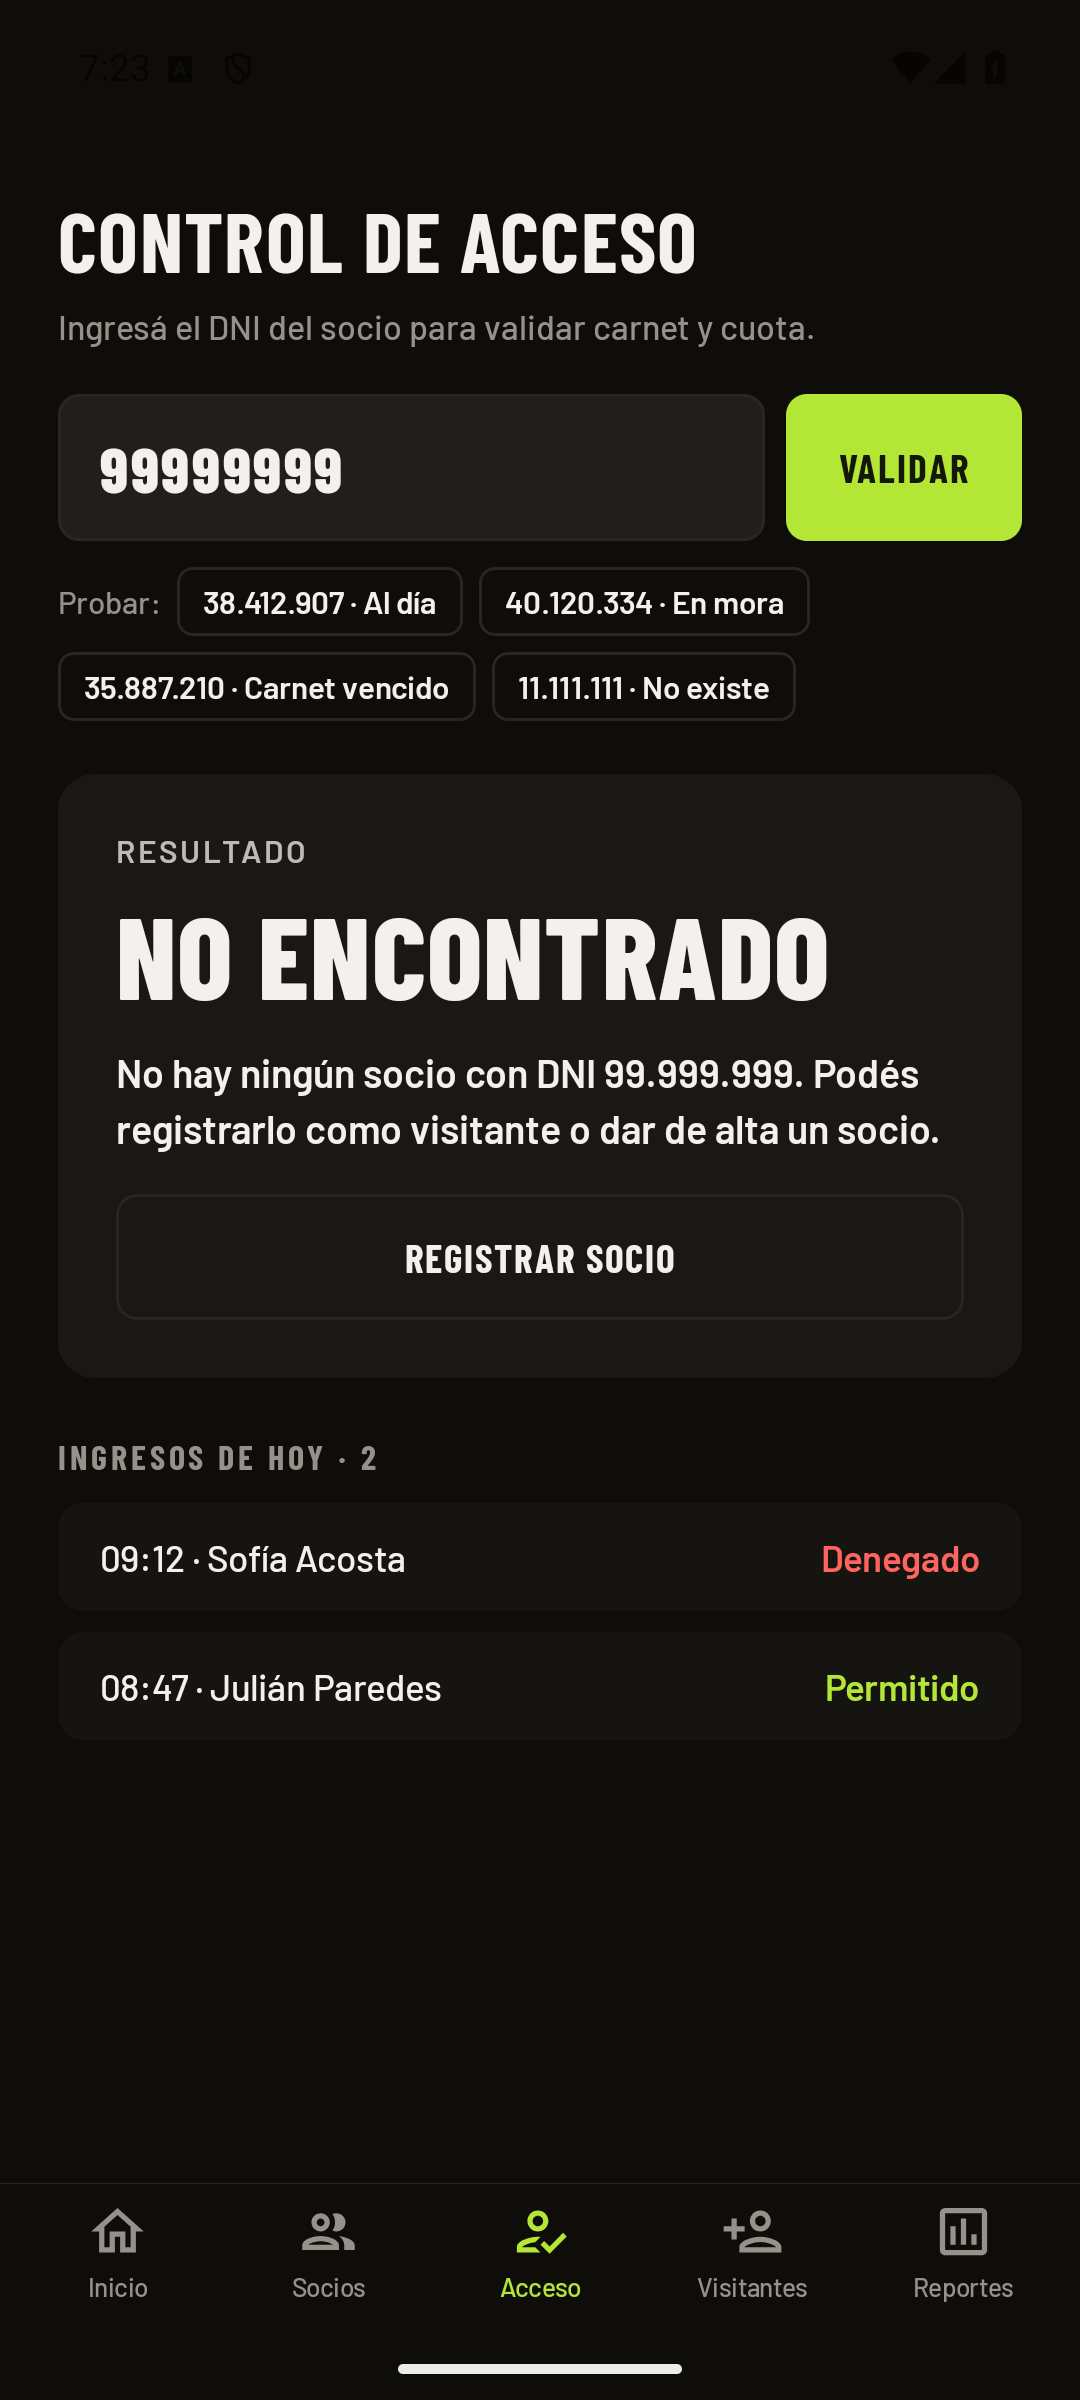 7:23
CONTROL DE ACCESO
Ingresá el DNI del socio para validar carnet y cuota.
99999999
VALIDAR
Probar:
38.412.907 · Al día
40.120.334 · En mora
35.887.210 · Carnet vencido
11.111.111 · No existe
RESULTADO
NO ENCONTRADO
No hay ningún socio con DNI 99.999.999. Podés
registrarlo como visitante o dar de alta un socio.
REGISTRAR SOCIO
INGRESOS DE HOY · 2
09:12 · Sofía Acosta
Denegado
08:47 · Julián Paredes
Permitido
Inicio
Socios
Acceso
Visitantes
Reportes